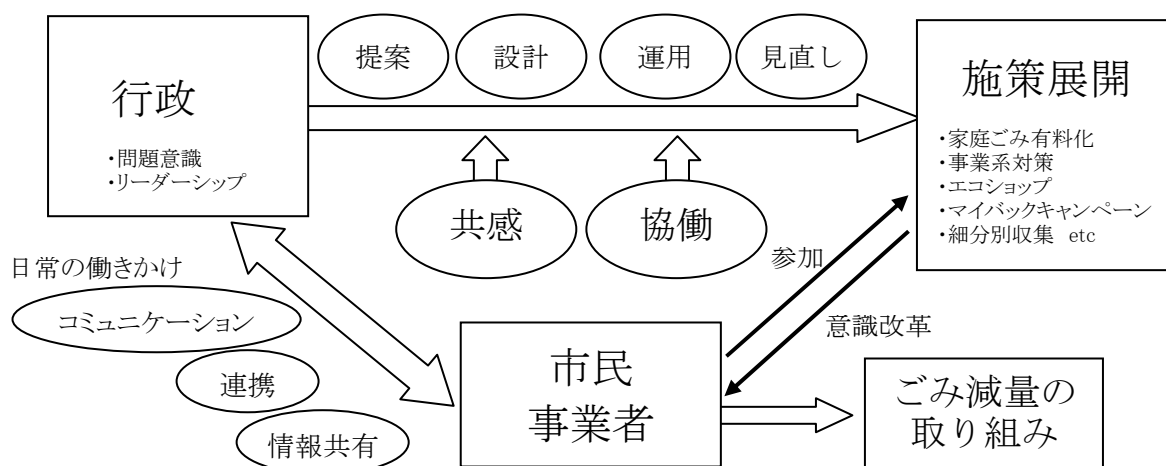 提案
設計
運用
見直し
行政
・問題意識
・リーダーシップ
施策展開
・家庭ごみ有料化
・事業系対策
・エコショップ
・マイバックキャンペーン
・細分別収集 etc
共感
協働
日常の働きかけ
コミュニケーション
連携
情報共有
参加
意識改革
市民
事業者
ごみ減量の
取り組み